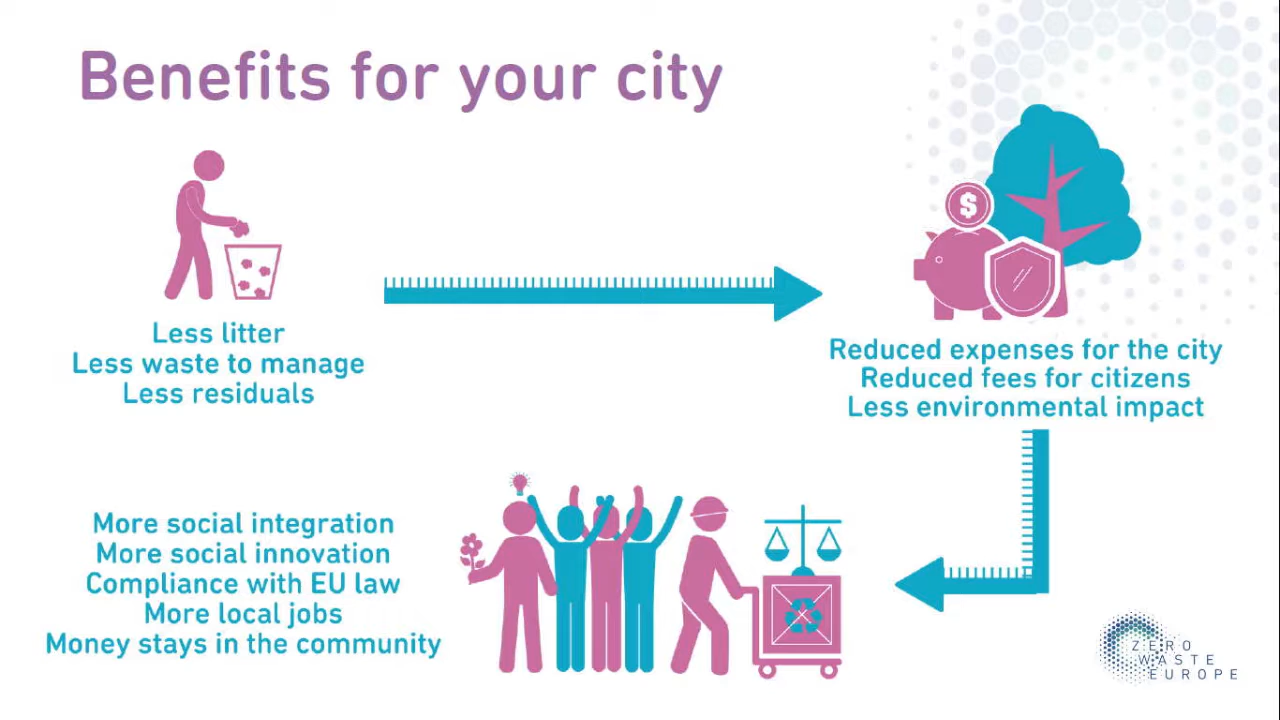 Benefits for your city
$
Less litter
Less waste to manage
Less residuals
Reduced expenses for the city
Reduced fees for citizens
Less environmental impact
More social integration
More social innovation
Compliance with EU law
More local jobs
Money stays in the community
ZERO
WASTE
EUROPE